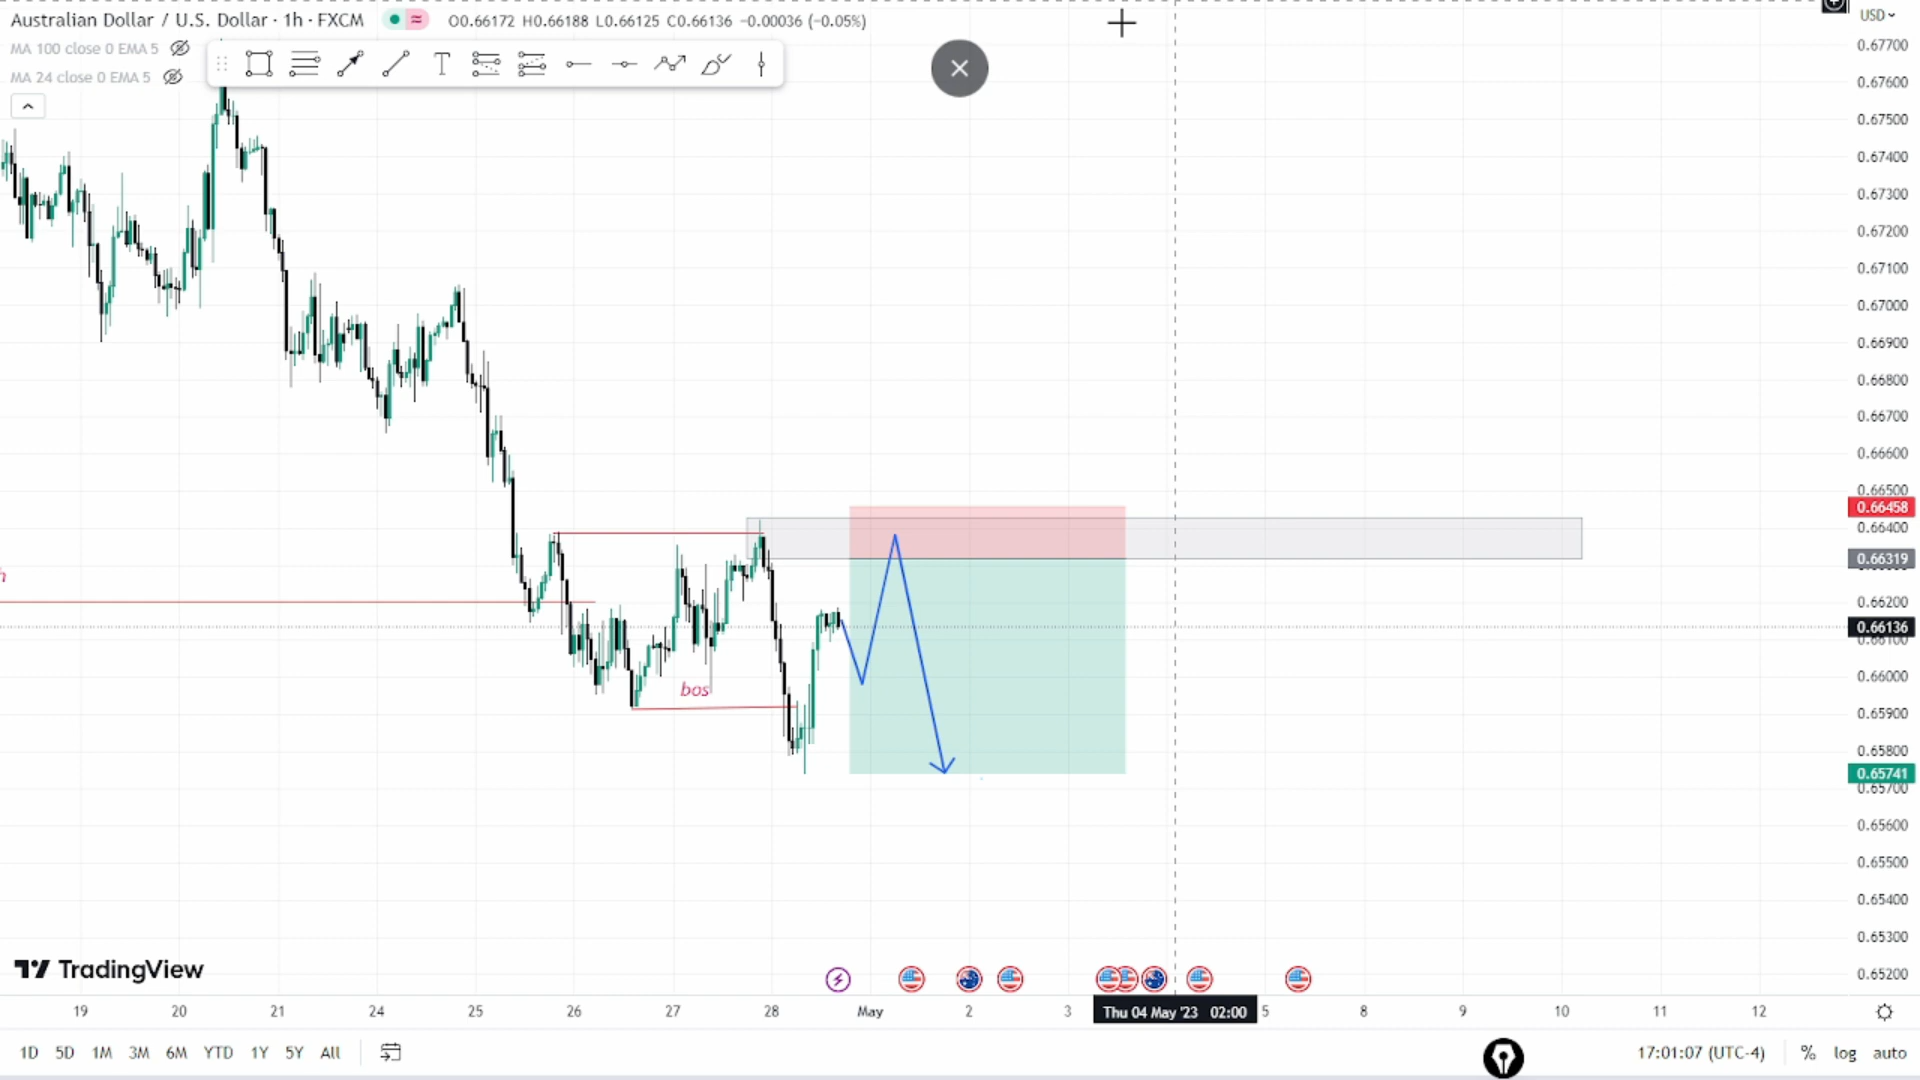 Australian Dollar / U.S. Dollar · 1h · FXCM ≈ O0.66172 H0.66188 L0.66125 C0.66136 −0.00036 (−0.05%)
USD
MA 100 close 0 EMA 5
MA 24 close 0 EMA 5
T
0.67700
0.67600
0.67500
0.67400
0.67300
0.67200
0.67100
0.67000
0.66900
0.66800
0.66700
0.66600
0.66500
0.66458
0.66400
0.66319
0.66200
0.66136
0.66100
0.66000
0.65900
0.65800
0.65741
0.65700
0.65600
0.65500
0.65400
0.65300
0.65200
h
bos
TradingView
19 20 21 24 25 26 27 28 May 2 3 Thu 04 May '23 02:00 5 8 9 10 11 12
1D 5D 1M 3M 6M YTD 1Y 5Y All 17:01:07 (UTC-4) % log auto